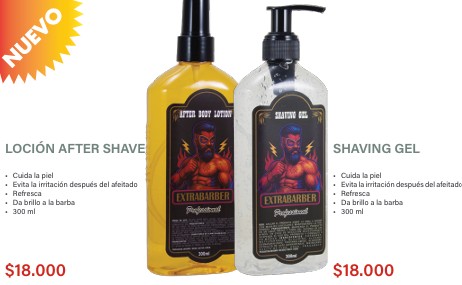 NUEVO
LOCIÓN AFTER SHAVE
• Cuida la piel
• Evita la irritación después del afeitado
• Refresca
• Da brillo a la barba
• 300 ml
$18.000
AFTER BODY LOTION
EXTRABARBER
Professional
300ml
SHAVING GEL
EXTRABARBER
Professional
300ml
SHAVING GEL
• Cuida la piel
• Evita la irritación después del afeitado
• Refresca
• Da brillo a la barba
• 300 ml
$18.000